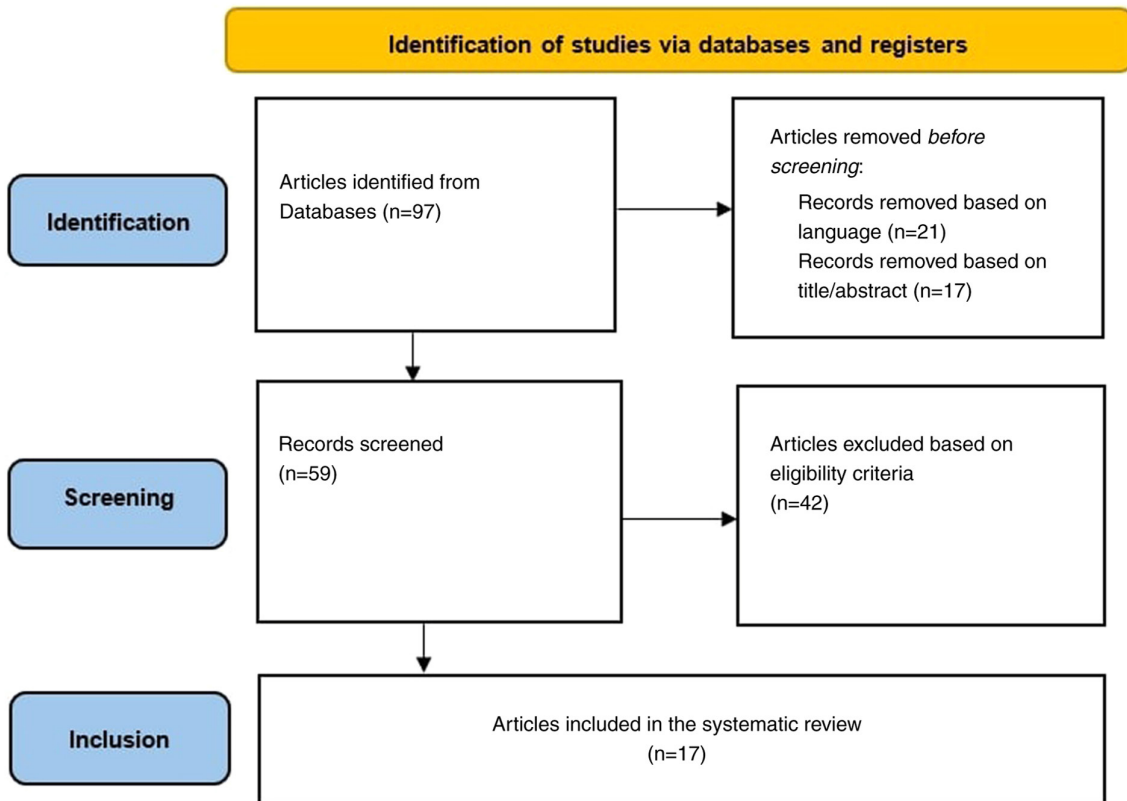 Identification of studies via databases and registers
Identification
Articles identified from
Databases (n=97)
Articles removed before
screening:
Records removed based on
language (n=21)
Records removed based on
title/abstract (n=17)
Screening
Records screened
(n=59)
Articles excluded based on
eligibility criteria
(n=42)
Inclusion
Articles included in the systematic review
(n=17)